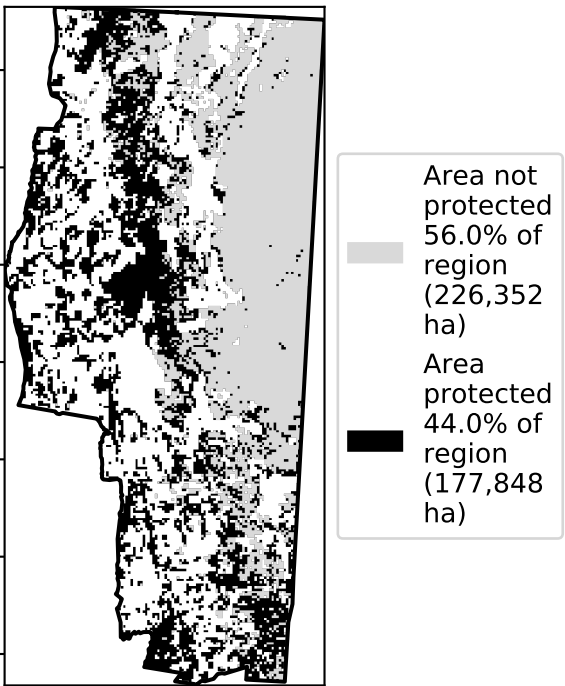 Area not
protected
56.0% of
region
(226,352
ha)
Area
protected
44.0% of
region
(177,848
ha)